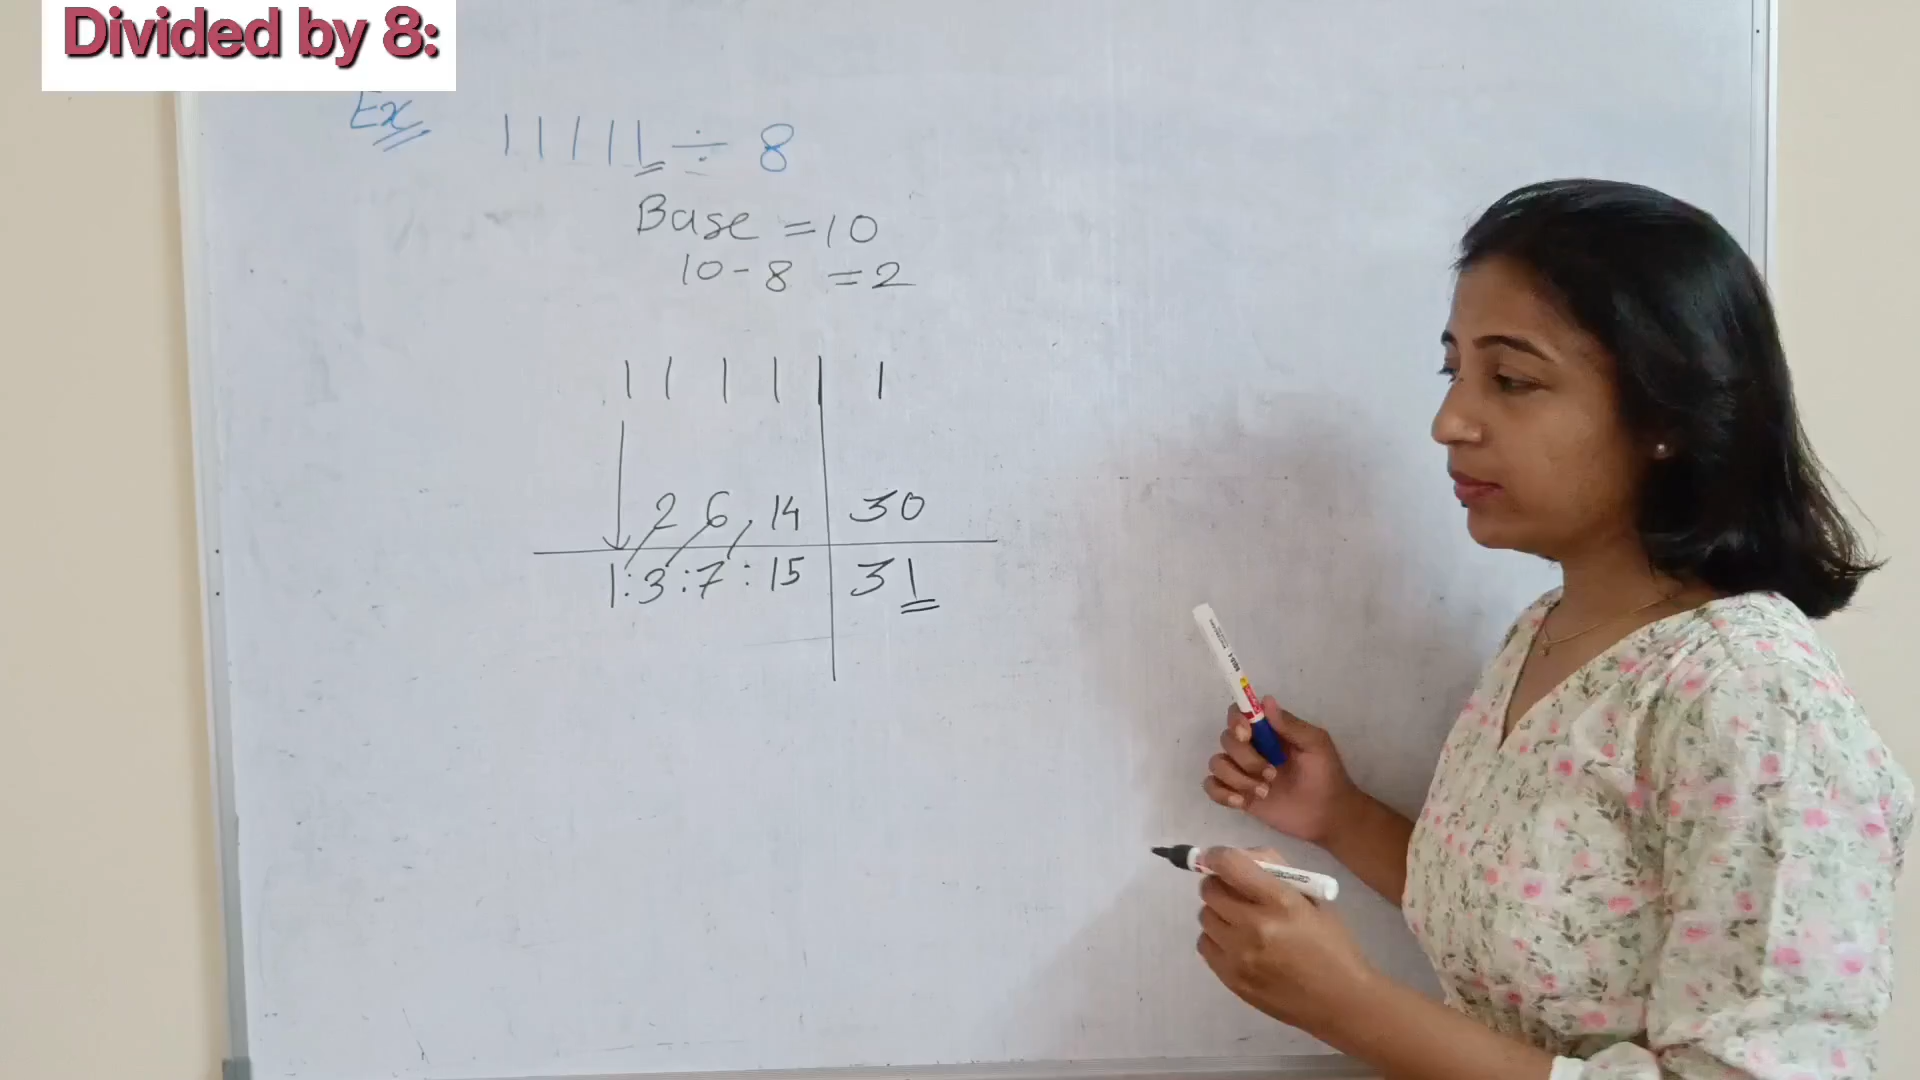 Divided by 8:
Ex
11111 ÷ 8
Base = 10
10 - 8 = 2
1 1 1 1 | 1
2 6 14 | 30
1 : 3 : 7 : 15 | 31